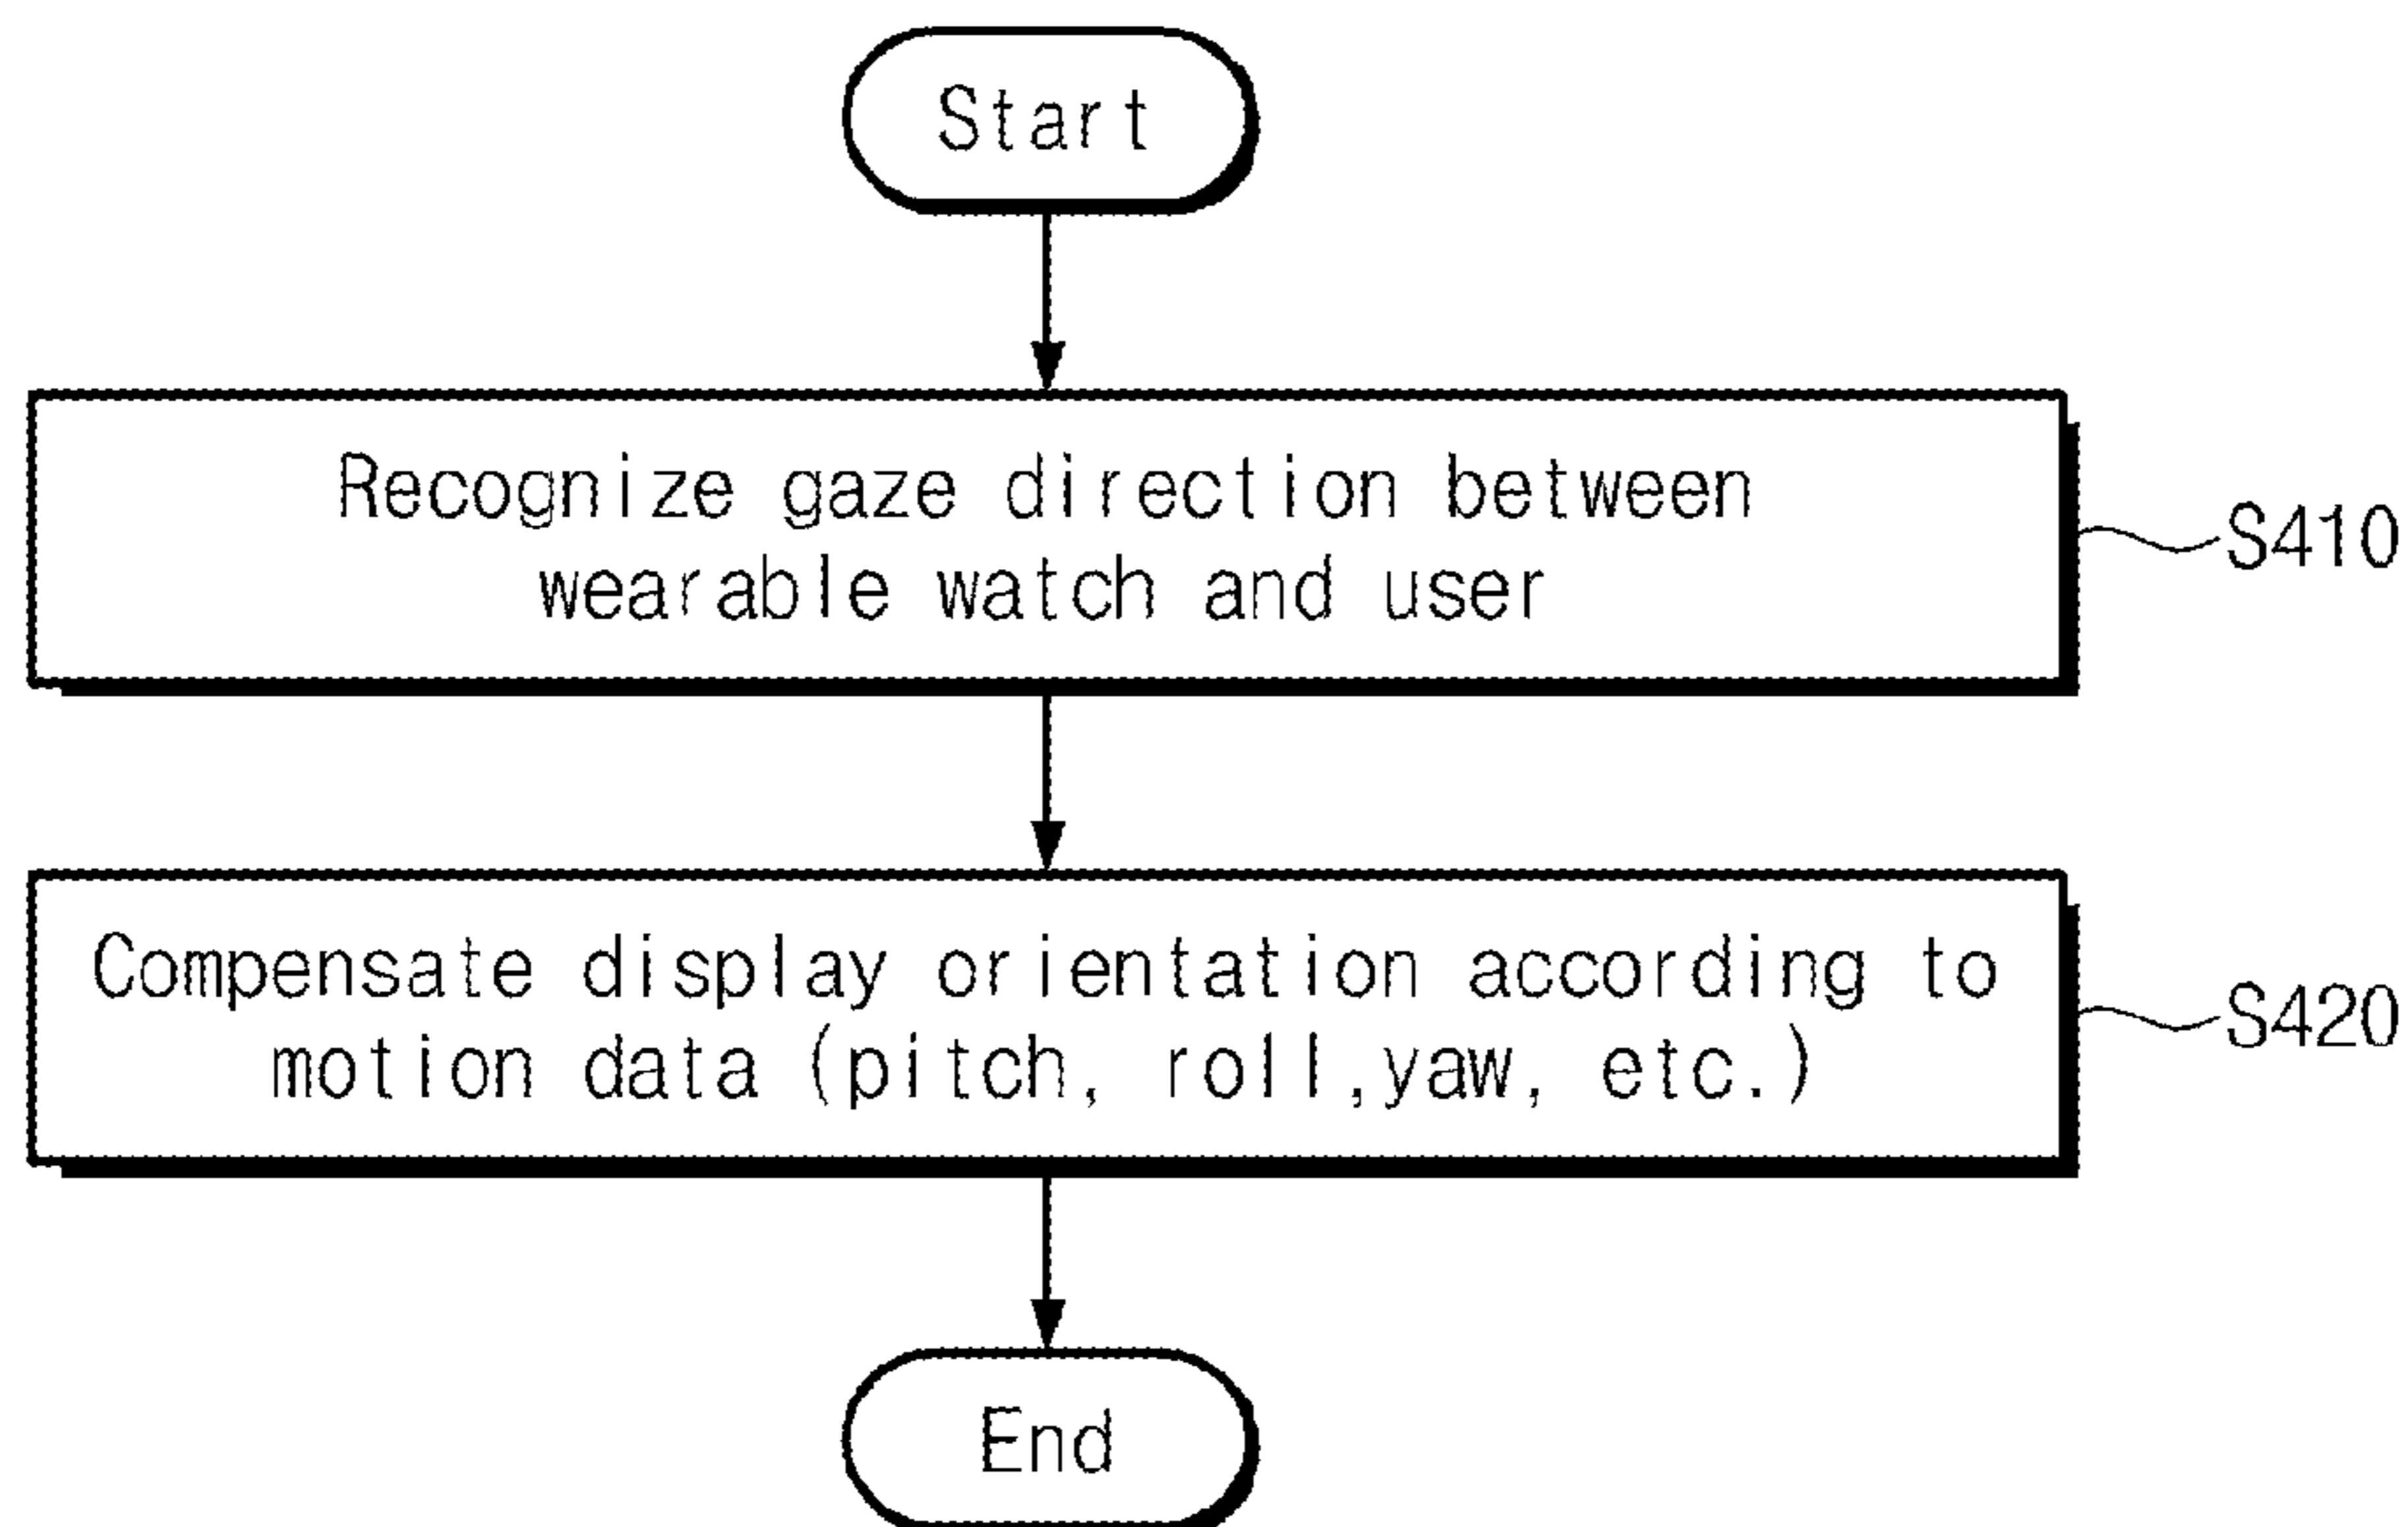 Start
Recognize gaze direction between
wearable watch and user
S410
Compensate display orientation according to
motion data (pitch, roll,yaw, etc.)
S420
End